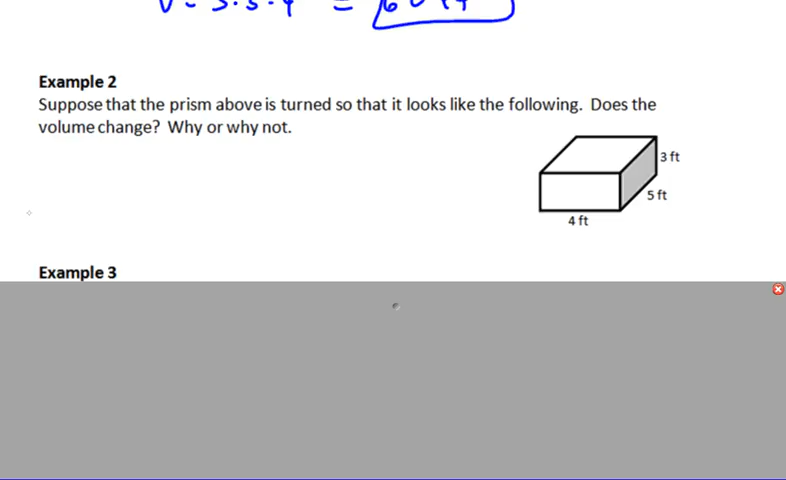 Example 2
Suppose that the prism above is turned so that it looks like the following. Does the
volume change? Why or why not.
3 ft
5 ft
4 ft
Example 3